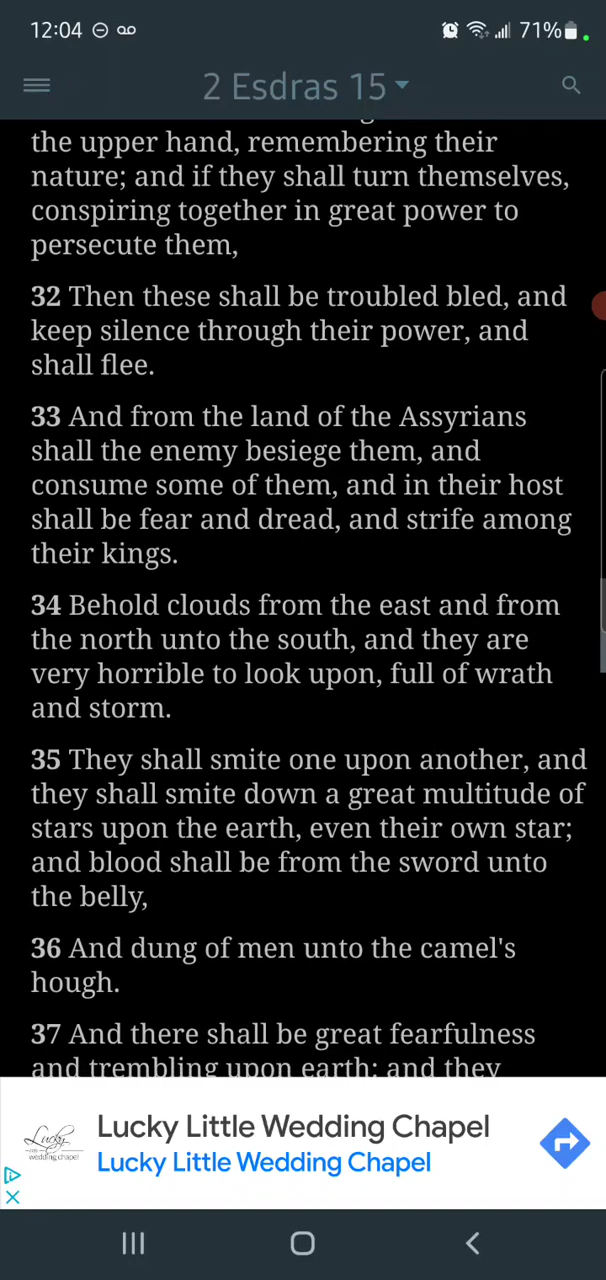 12:04 71%
2 Esdras 15
the upper hand, remembering their
nature; and if they shall turn themselves,
conspiring together in great power to
persecute them,
32 Then these shall be troubled bled, and
keep silence through their power, and
shall flee.
33 And from the land of the Assyrians
shall the enemy besiege them, and
consume some of them, and in their host
shall be fear and dread, and strife among
their kings.
34 Behold clouds from the east and from
the north unto the south, and they are
very horrible to look upon, full of wrath
and storm.
35 They shall smite one upon another, and
they shall smite down a great multitude of
stars upon the earth, even their own star;
and blood shall be from the sword unto
the belly,
36 And dung of men unto the camel's
hough.
37 And there shall be great fearfulness
and trembling upon earth: and they
Lucky Little Wedding Chapel
Lucky Little Wedding Chapel
Lucky
wedding chapel